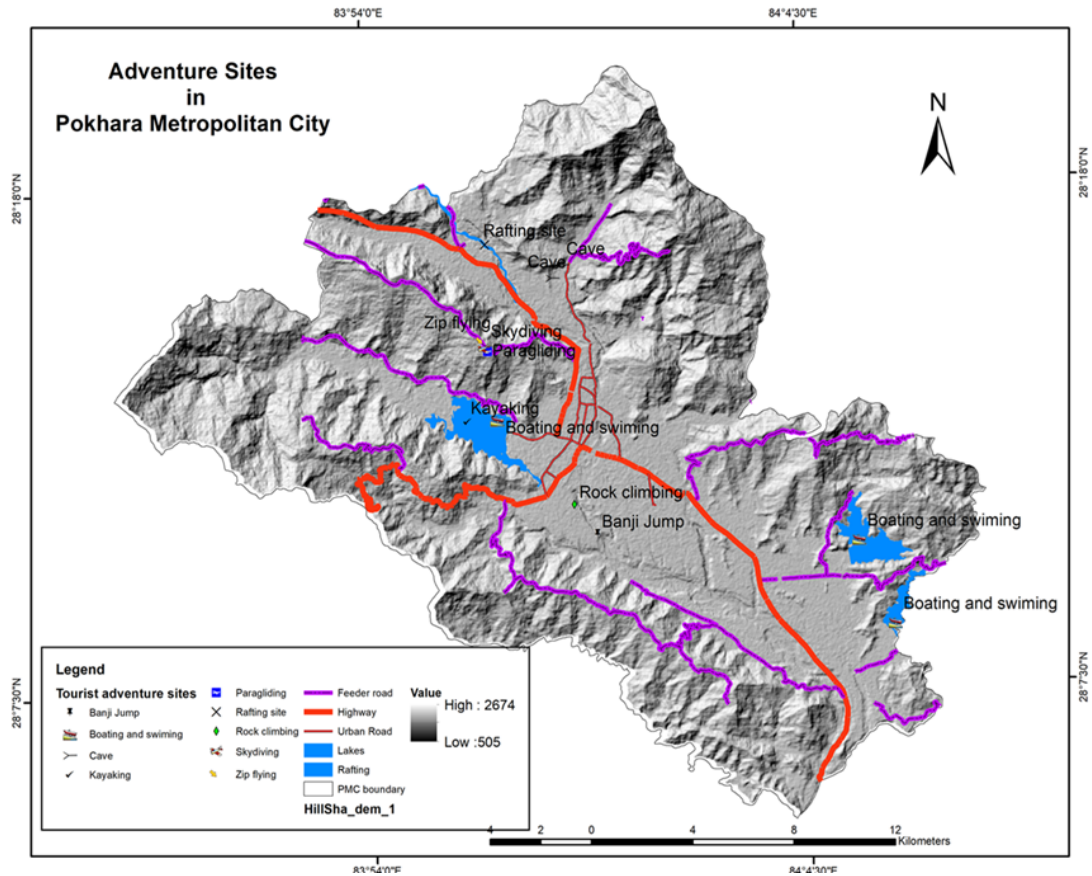 83°54'0"E
84°4'30"E
Adventure Sites
in
Pokhara Metropolitan City
N
28°18'0"N
28°18'0"N
Rafting site
Cave
Cave
Zip flying
Skydiving
Paragliding
Kayaking
Boating and swiming
Rock climbing
Banji Jump
Boating and swiming
Boating and swiming
28°7'30"N
28°7'30"N
Legend
Tourist adventure sites
Banji Jump
Boating and swiming
Cave
Kayaking
Paragliding
Rafting site
Rock climbing
Skydiving
Zip flying
Feeder road
Highway
Urban Road
Lakes
Rafting
PMC boundary
HillSha_dem_1
Value
High : 2674
Low :505
4 2 0 4 8 12
Kilometers
83°54'0"E
84°4'30"E